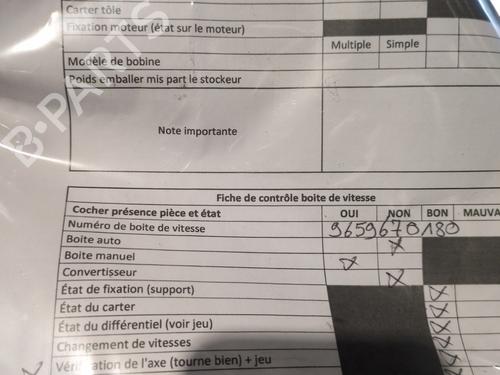 Carter tôle
Fixation moteur (état sur le moteur)
Multiple Simple
Modèle de bobine
Poids emballer mis part le stockeur
Note importante
B-PARTS
Fiche de contrôle boite de vitesse
Cocher présence pièce et état OUI NON BON MAUVA
Numéro de boite de vitesse 9659670180
Boite auto X
Boite manuel X
Convertisseur X
État de fixation (support) X
État du carter X
État du différentiel (voir jeu) X
Changement de vitesses X
Vérification de l'axe (tourne bien) + jeu X